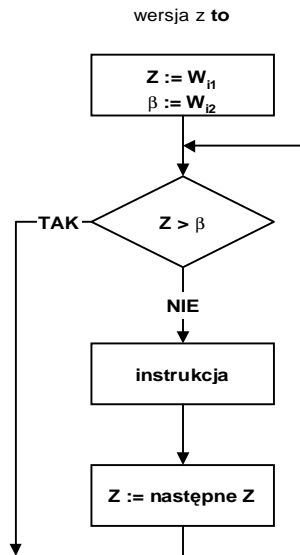 wersja z to
Z := Wi1
β := Wi2
Z > β
TAK
NIE
instrukcja
Z := następne Z